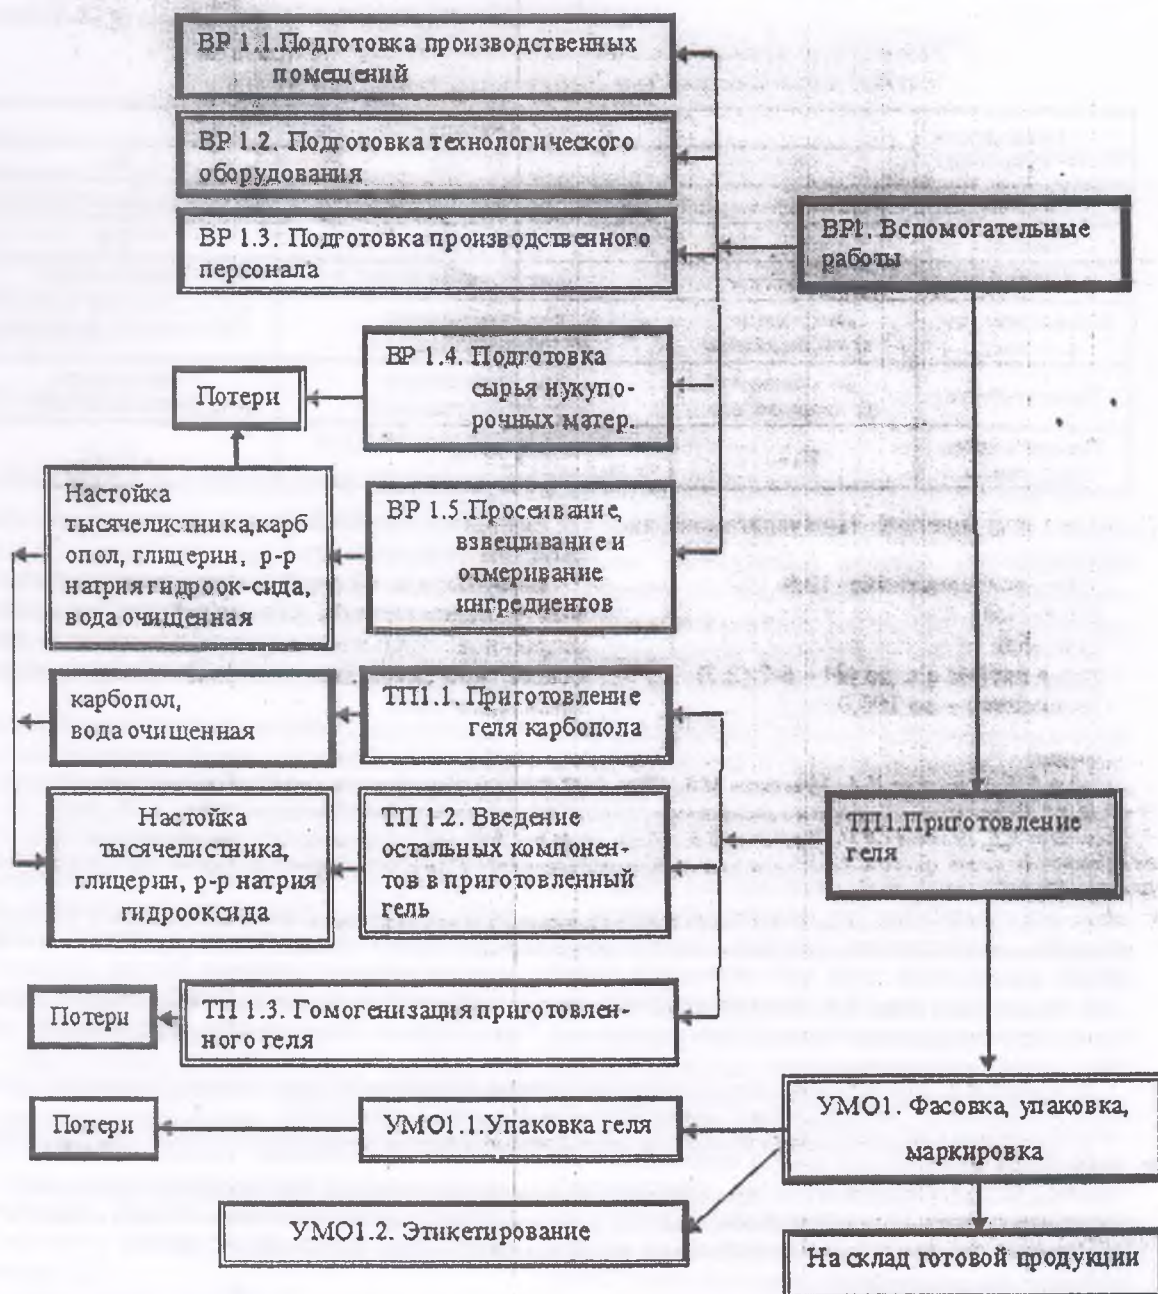 ВР 1.1.Подготовка производственных
помещений
ВР 1.2. Подготовка технологического
оборудования
ВР 1.3. Подготовка производственного
персонала
ВР1. Вспомогательные
работы
ВР 1.4. Подготовка
сырья нукупо-
рочных матер.
Потери
Настойка
тысячелистника,карб
опол, глицерин, р-р
натрия гидроок-сида,
вода очищенная
ВР 1.5.Просеивание,
взвешивание и
отмеривание
ингредиентов
карбопол,
вода очищенная
ТП1.1. Приготовление
геля карбопола
Настойка
тысячелистника,
глицерин, р-р натрия
гидрооксида
ТП 1.2. Введение
остальных компонен-
тов в приготовленный
гель
ТП1.Приготовление
геля
Потери
ТП 1.3. Гомогенизация приготовлен-
ного геля
Потери
УМО1.1.Упаковка геля
УМО1. Фасовка, упаковка,
маркировка
УМО1.2. Этикетирование
На склад готовой продукции